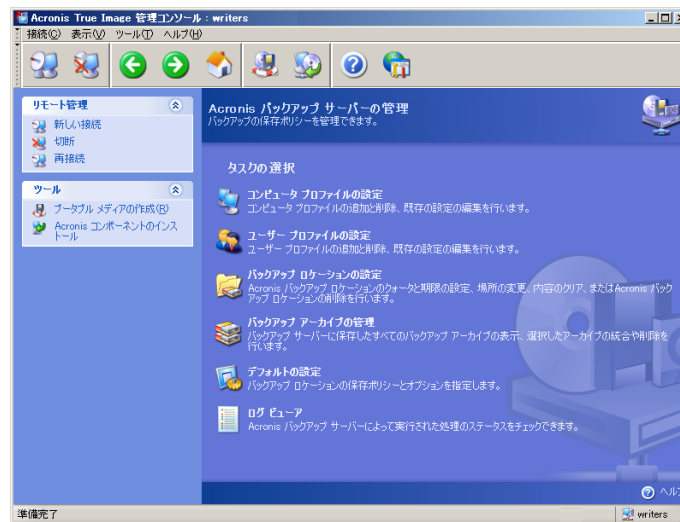 Acronis True Image 管理コンソール : writers
接続(C) 表示(V) ツール(T) ヘルプ(H)
リモート管理
新しい接続
切断
再接続
ツール
ブータブル メディアの作成(R)
Acronis コンポーネントのインス
トール
Acronis バックアップ サーバーの管理
バックアップの保存ポリシーを管理できます。
タスクの選択
コンピュータ プロファイルの設定
コンピュータ プロファイルの追加と削除、既存の設定の編集を行います。
ユーザー プロファイルの設定
ユーザー プロファイルの追加と削除、既存の設定の編集を行います。
バックアップ ロケーションの設定
Acronis バックアップ ロケーションのクォータと期限の設定、場所の変更、内容のクリア、またはAcronis バック
アップ ロケーションの削除を行います。
バックアップ アーカイブの管理
バックアップ サーバーに保存したすべてのバックアップ アーカイブの表示、選択したアーカイブの統合や削除を
行います。
デフォルトの設定
バックアップ ロケーションの保存ポリシーとオプションを指定します。
ログ ビューア
Acronis バックアップ サーバーによって実行された処理のステータスをチェックできます。
ヘル
準備完了
writers